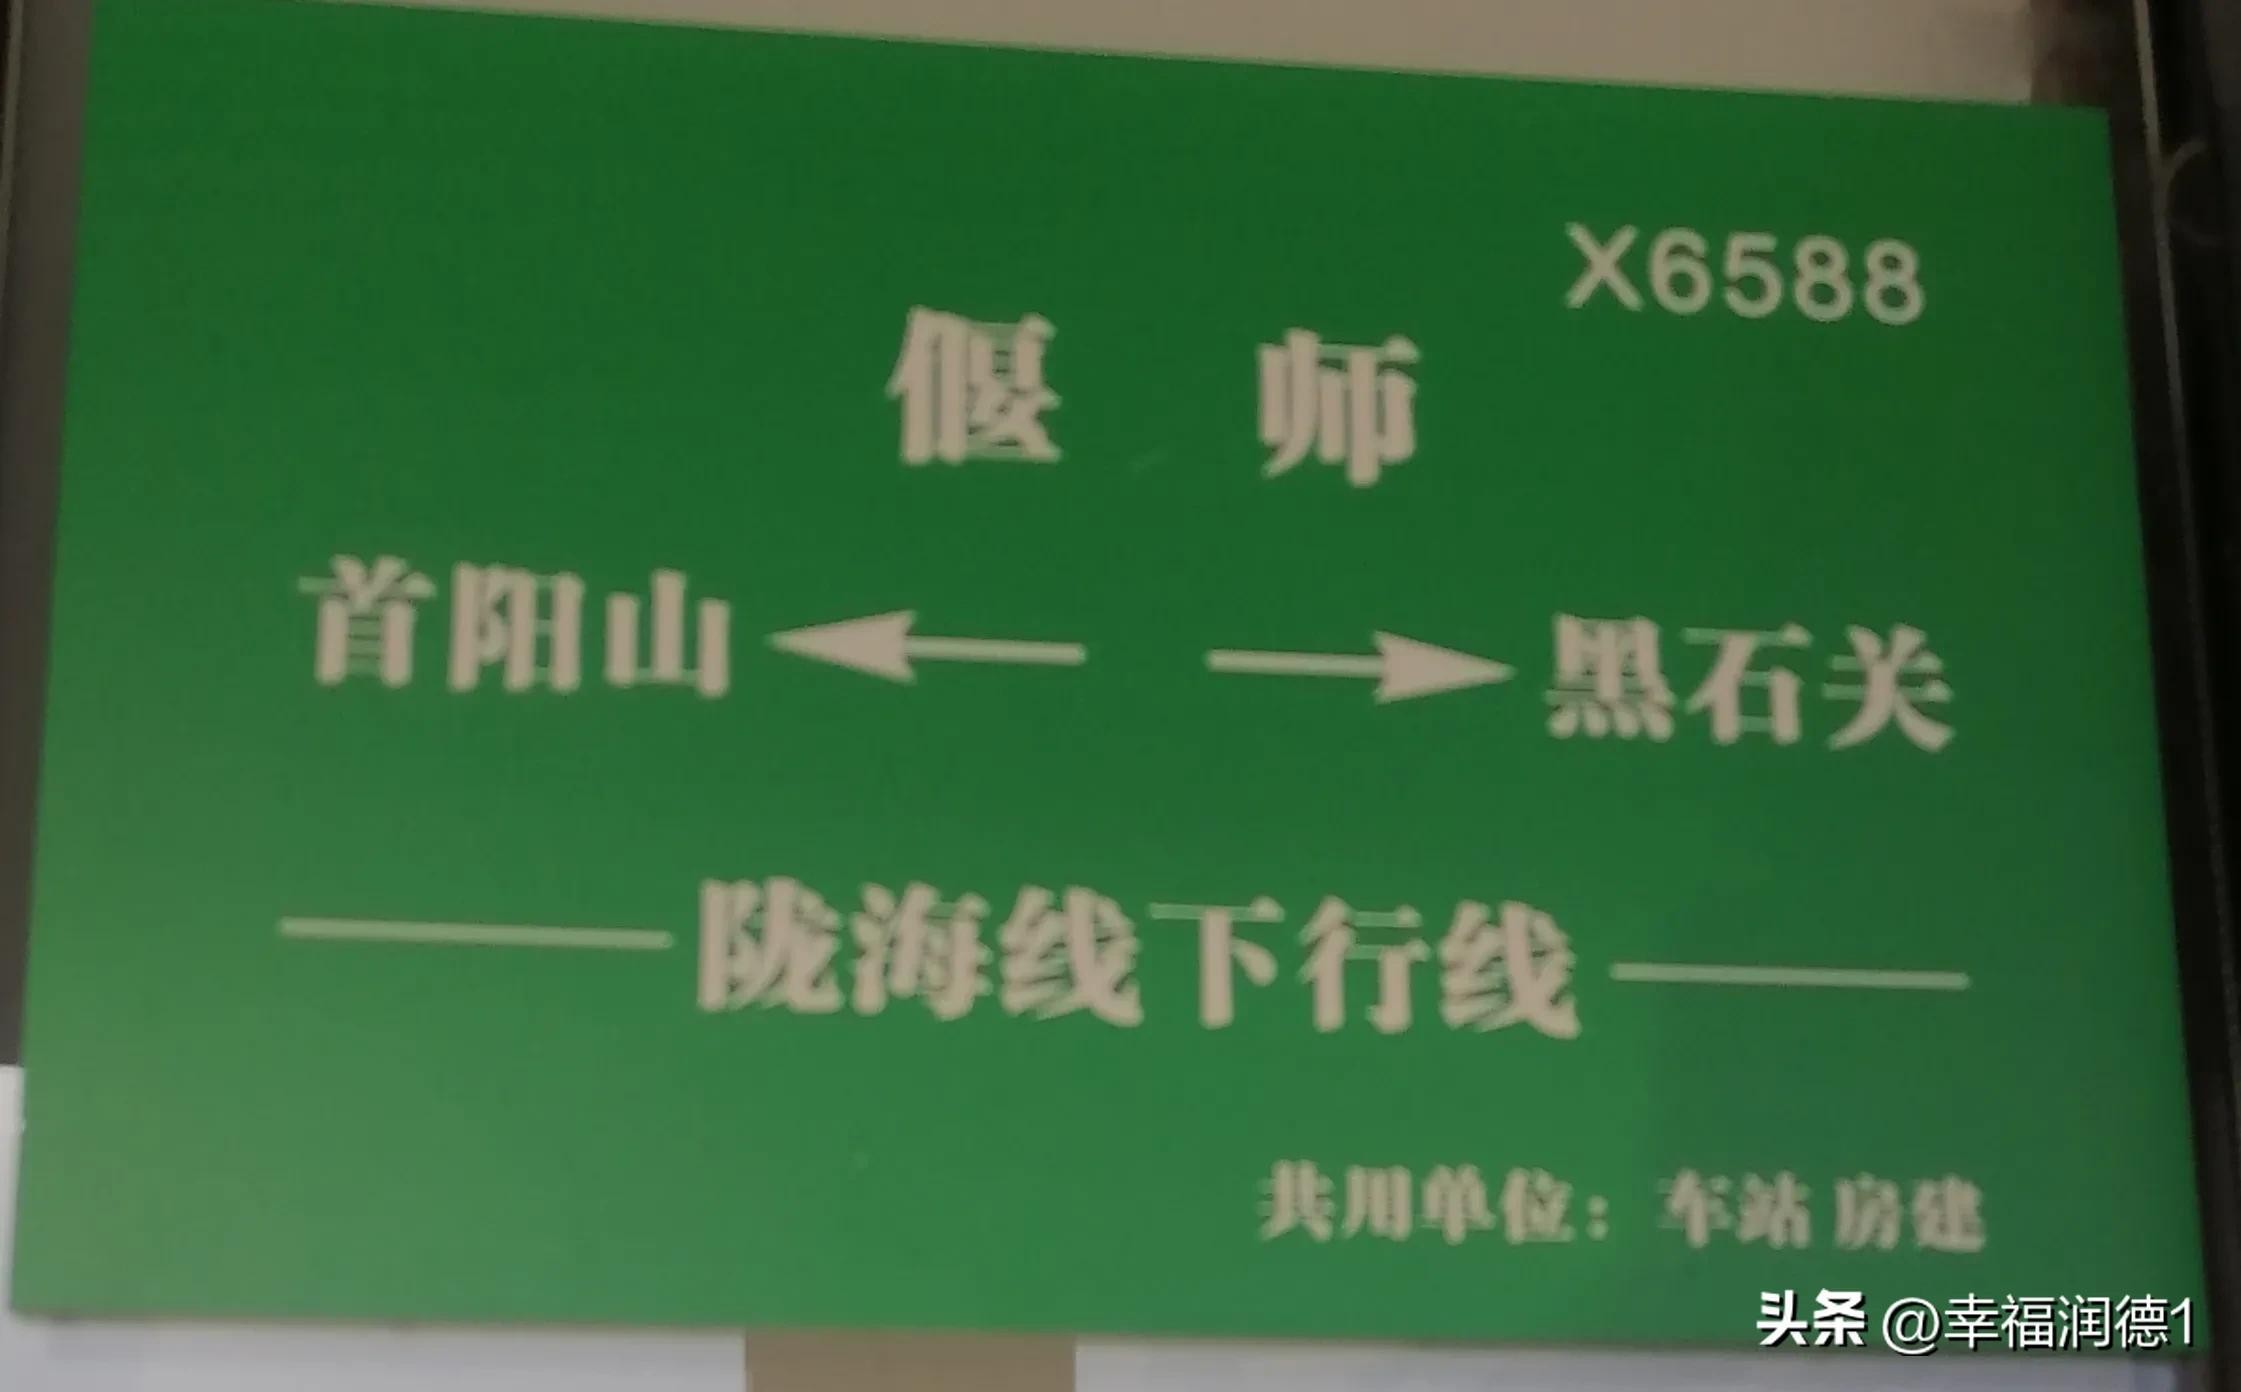 X6588
偃 师
首阳山 ← → 黑石关
陇海线下行线
共用单位：车站 房建
头条 @幸福润德1